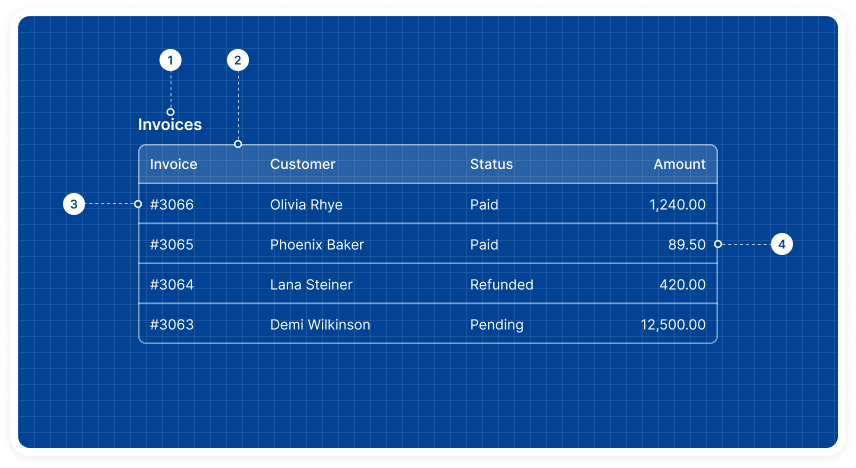 1 2
Invoices
Invoice Customer Status Amount
3 #3066 Olivia Rhye Paid 1,240.00
#3065 Phoenix Baker Paid 89.50 4
#3064 Lana Steiner Refunded 420.00
#3063 Demi Wilkinson Pending 12,500.00